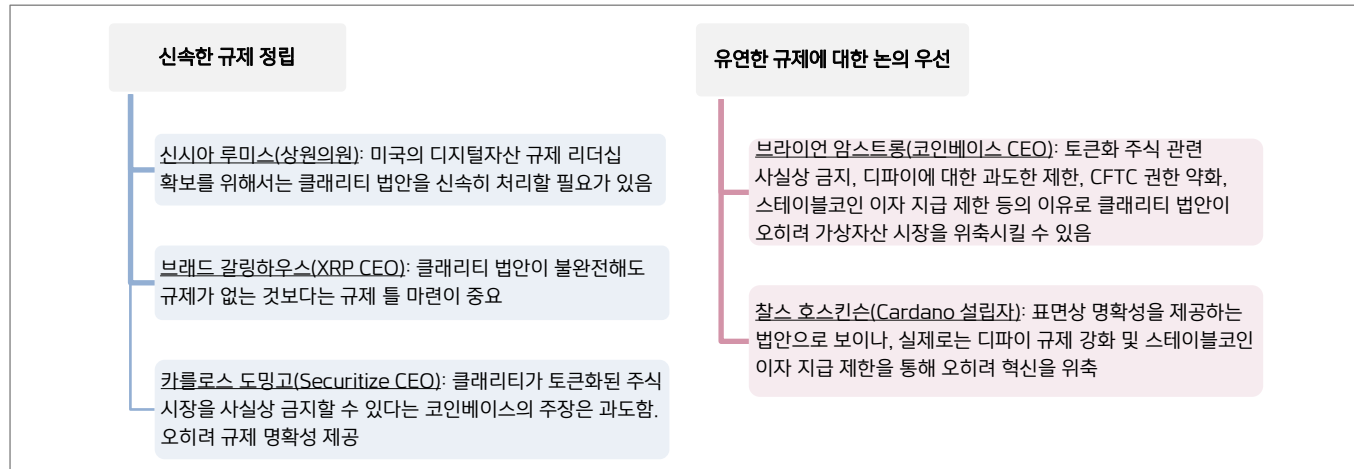 신속한 규제 정립
신시아 루미스(상원의원): 미국의 디지털자산 규제 리더십
확보를 위해서는 클래리티 법안을 신속히 처리할 필요가 있음
브래드 갈링하우스(XRP CEO): 클래리티 법안이 불완전해도
규제가 없는 것보다는 규제 틀 마련이 중요
카를로스 도밍고(Securitize CEO): 클래리티가 토큰화된 주식
시장을 사실상 금지할 수 있다는 코인베이스의 주장은 과도함.
오히려 규제 명확성 제공
유연한 규제에 대한 논의 우선
브라이언 암스트롱(코인베이스 CEO): 토큰화 주식 관련
사실상 금지, 디파이에 대한 과도한 제한, CFTC 권한 약화,
스테이블코인 이자 지급 제한 등의 이유로 클래리티 법안이
오히려 가상자산 시장을 위축시킬 수 있음
찰스 호스킨슨(Cardano 설립자): 표면상 명확성을 제공하는
법안으로 보이나, 실제로는 디파이 규제 강화 및 스테이블코인
이자 지급 제한을 통해 오히려 혁신을 위축